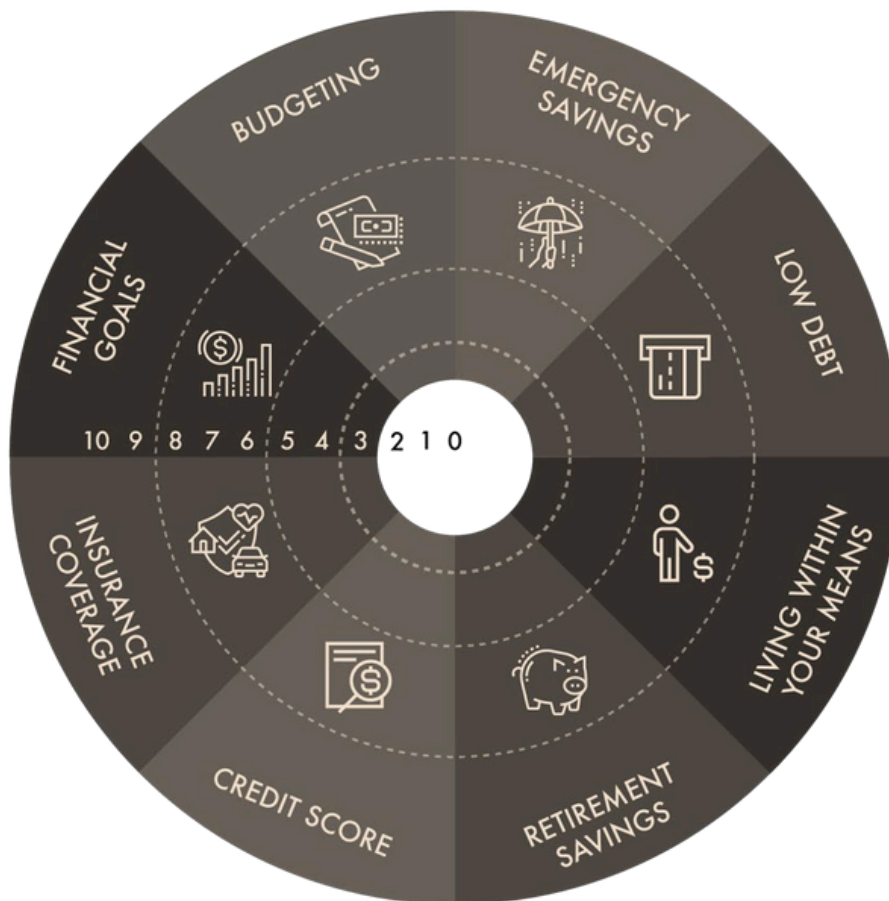 BUDGETING
EMERGENCY
SAVINGS
LOW DEBT
LIVING WITHIN
YOUR MEANS
RETIREMENT
SAVINGS
CREDIT SCORE
INSURANCE
COVERAGE
FINANCIAL
GOALS
10 9 8 7 6 5 4 3 2 1 0
$
$
$